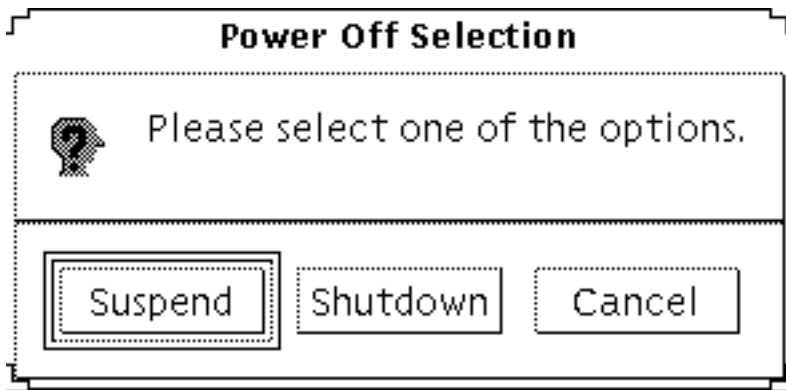 Power Off Selection
Please select one of the options.
Suspend Shutdown Cancel